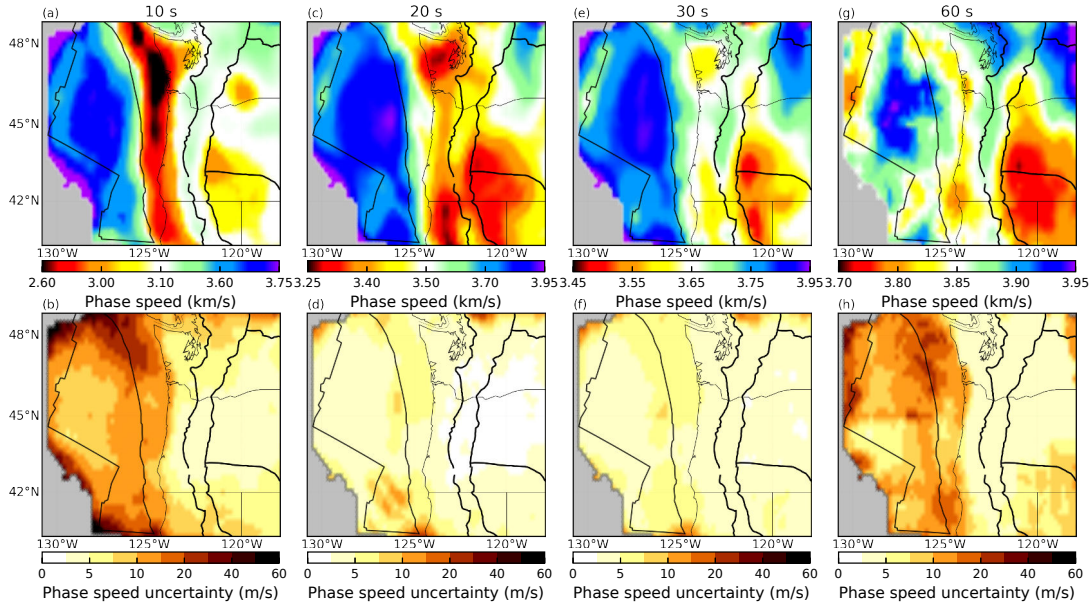 (a) 10 s (c) 20 s (e) 30 s (g) 60 s
48°N
45°N
42°N
130°W 125°W 120°W 130°W 125°W 120°W 130°W 125°W 120°W 130°W 125°W 120°W
2.60 3.00 3.10 3.60 3.75 3.25 3.40 3.50 3.80 3.95 3.45 3.55 3.65 3.75 3.85 3.70 3.80 3.85 3.90 3.95
Phase speed (km/s) Phase speed (km/s) Phase speed (km/s) Phase speed (km/s)
(b) (d) (f) (h)
48°N
45°N
42°N
130°W 125°W 120°W 130°W 125°W 120°W 130°W 125°W 120°W 130°W 125°W 120°W
0 5 10 20 40 60 0 5 10 20 40 60 0 5 10 20 40 60 0 5 10 20 40 60
Phase speed uncertainty (m/s) Phase speed uncertainty (m/s) Phase speed uncertainty (m/s) Phase speed uncertainty (m/s)